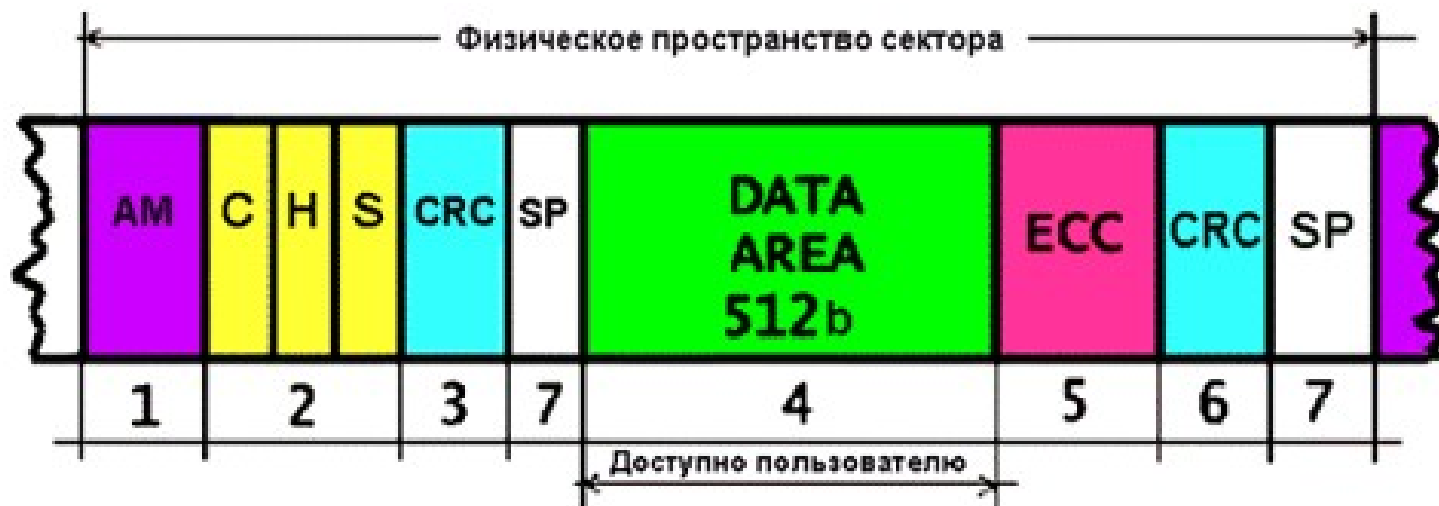 Физическое пространство сектора
AM C H S CRC SP DATA AREA 512b ECC CRC SP
1 2 3 7 4 5 6 7
Доступно пользователю